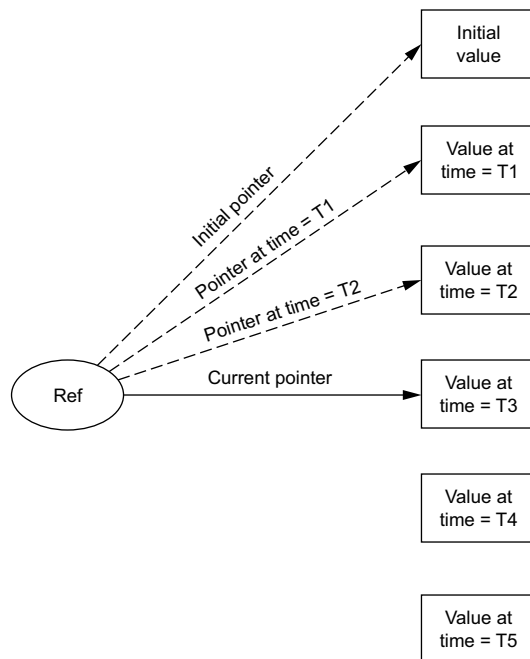 Initial
value
Value at
time = T1
Initial pointer
Pointer at time = T1
Value at
time = T2
Pointer at time = T2
Current pointer
Ref
Value at
time = T3
Value at
time = T4
Value at
time = T5